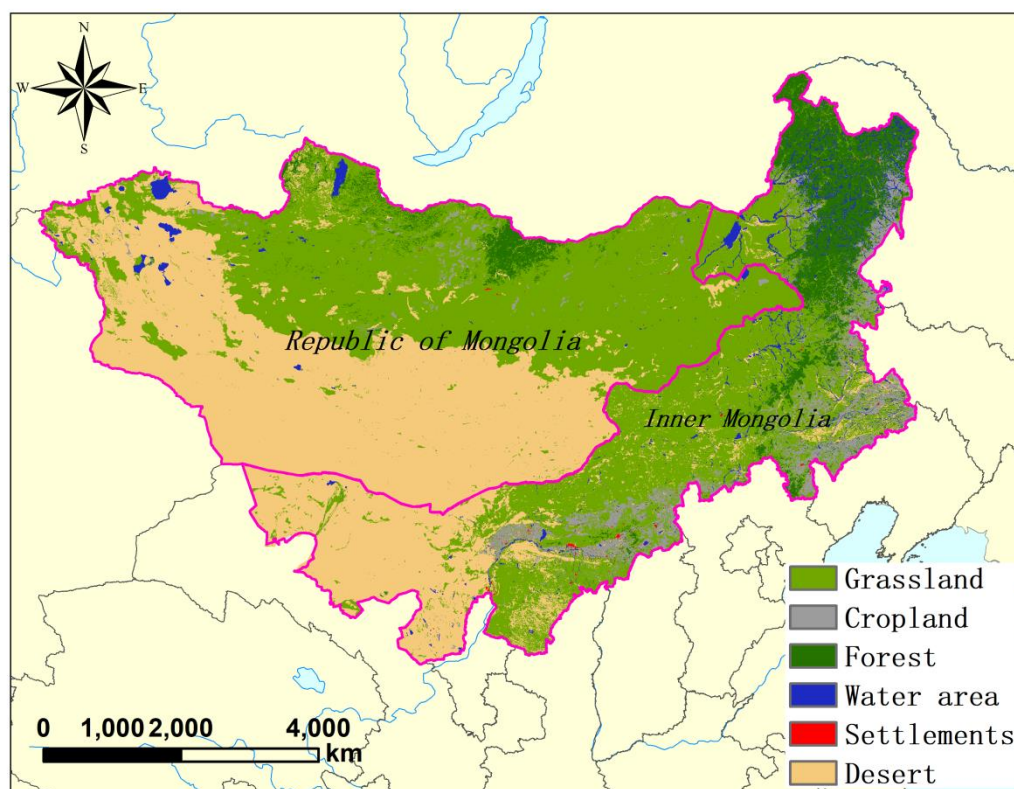 N
W E
S
Republic of Mongolia
Inner Mongolia
Grassland
Cropland
Forest
Water area
Settlements
Desert
0 1,000 2,000 4,000
km